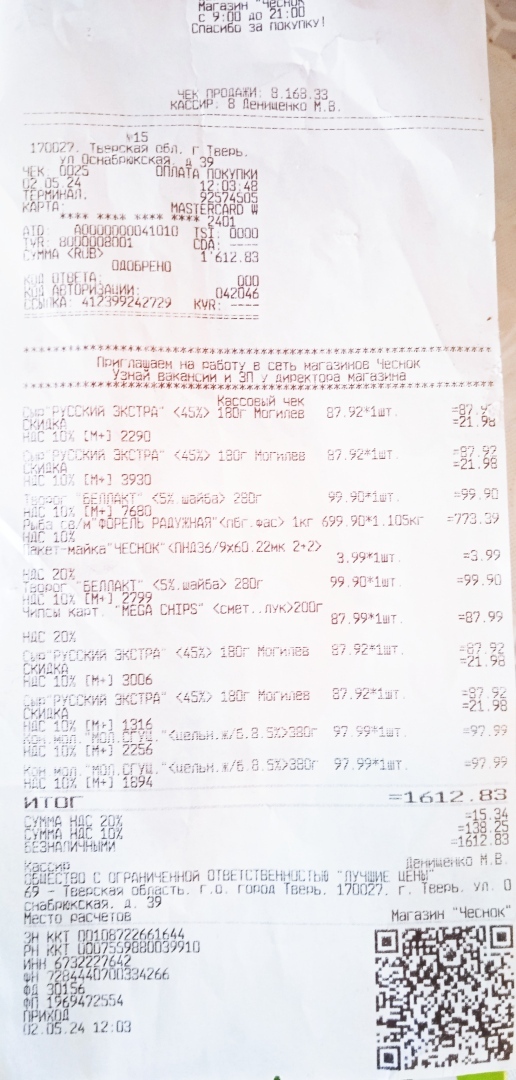 Магазин "Чеснок"
с 9:00 до 21:00
Спасибо за покупку!
ЧЕК ПРОДАЖИ: 8.168.33
КАССИР: 8 Денищенко М.В.
№15
170027. Тверская обл. г Тверь.
ул Оснабрюкская. д 39
ЧЕК 0025 ОПЛАТА ПОКУПКИ
02.05.24 12:03:48
ТЕРМИНАЛ. 92574505
КАРТА: MASTERCARD W
**** **** **** **** 2401
AID: A0000000041010 TSI: 0000
TVR: 8000008001 CDA: ----
СУММА <RUB> 1'612.83
ОДОБРЕНО
КОД ОТВЕТА: 000
КОД АВТОРИЗАЦИИ: 042046
ССЫЛКА: 412399242729 KVR: ----
Приглашаем на работу в сеть магазинов Чеснок
Узнай вакансии и ЗП у директора магазина
Кассовый чек
Сыр"РУССКИЙ ЭКСТРА" <45%> 180г Могилев 87.92*1шт. =87.92
СКИДКА =21.98
НДС 10% [М+] 2290
Сыр"РУССКИЙ ЭКСТРА" <45%> 180г Могилев 87.92*1шт. =87.92
СКИДКА =21.98
НДС 10% [М+] 3930
Творог "БЕЛЛАКТ" <5%.шайба> 280г 99.90*1шт. =99.90
НДС 10% [М+] 7680
Рыба св/м"ФОРЕЛЬ РАДУЖНАЯ"<пбг.фас> 1кг 699.90*1.105кг =773.39
НДС 10%
Пакет-майка"ЧЕСНОК"<ПНД36/9х60.22мк 2+2>
3.99*1шт. =3.99
НДС 20%
Творог "БЕЛЛАКТ" <5%.шайба> 280г 99.90*1шт. =99.90
НДС 10% [М+] 2799
Чипсы карт. "MEGA CHIPS" <смет..лук>200г
87.99*1шт. =87.99
НДС 20%
Сыр"РУССКИЙ ЭКСТРА" <45%> 180г Могилев 87.92*1шт. =87.92
СКИДКА =21.98
НДС 10% [М+] 3006
Сыр"РУССКИЙ ЭКСТРА" <45%> 180г Могилев 87.92*1шт. =87.92
СКИДКА =21.98
НДС 10% [М+] 1316
Кон мол."МОЛ.СГУЩ."<цельн.ж/б.8.5%>380г 97.99*1шт. =97.99
НДС 10% [М+] 2256
Кон мол."МОЛ.СГУЩ."<цельн.ж/б.8.5%>380г 97.99*1шт. =97.99
НДС 10% [М+] 1894
ИТОГ =1612.83
СУММА НДС 20% =15.34
СУММА НДС 10% =138.25
БЕЗНАЛИЧНЫМИ =1612.83
Кассир Денищенко М.В.
ОБЩЕСТВО С ОГРАНИЧЕННОЙ ОТВЕТСТВЕННОСТЬЮ "ЛУЧШИЕ ЦЕНЫ"
69 - Тверская область. г.о. город Тверь. 170027. г. Тверь. ул. О
снабрюкская. д. 39
Место расчетов Магазин "Чеснок"
ЗН ККТ 00108722661644
РН ККТ 0007559880039910
ИНН 6732227642
ФН 7284440700334266
ФД 30156
ФП 1969472554
ПРИХОД
02.05.24 12:03